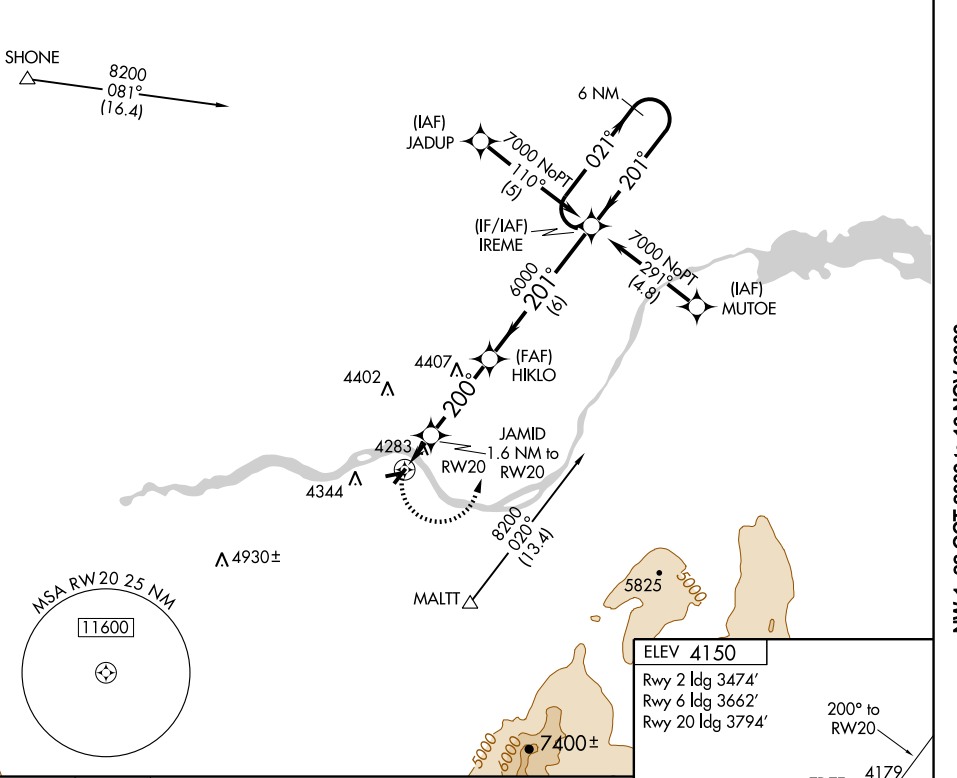 SHONE
8200
081°
(16.4)
6 NM
(IAF)
JADUP
7000 NoPT
110°
(5)
021°
201°
(IF/IAF)
IREME
7000 NoPT
291°
(4.8)
(IAF)
MUTOE
6000
201°
(6)
(FAF)
HIKLO
4407
4402
200°
JAMID
1.6 NM to
RW20
4283
RW20
4344
8200
020°
(13.4)
4930±
MALTT
5825
5000
MSA RW20 25 NM
11600
ELEV 4150
Rwy 2 ldg 3474'
Rwy 6 ldg 3662'
Rwy 20 ldg 3794'
200° to
RW20
4179
5000
6000
7400±